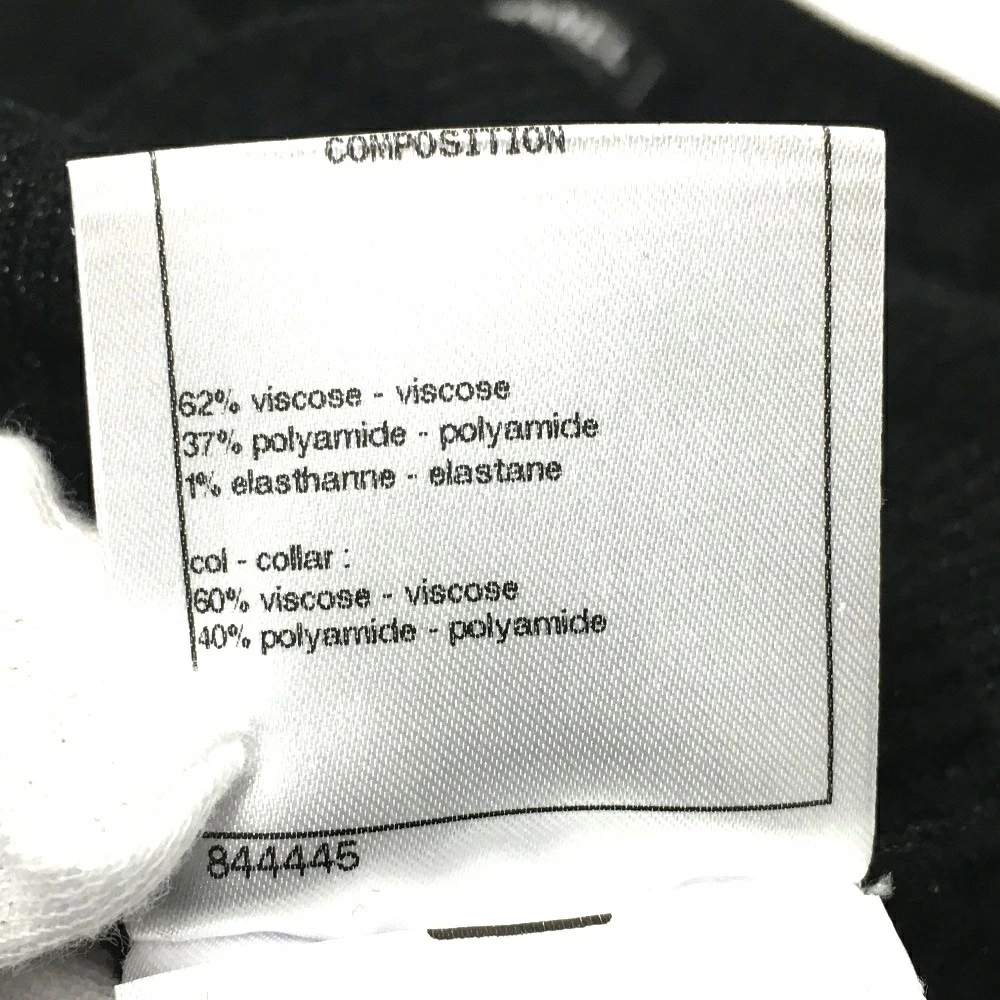 COMPOSITION
62% viscose - viscose
37% polyamide - polyamide
1% elasthanne - elastane
col - collar :
60% viscose - viscose
40% polyamide - polyamide
844445